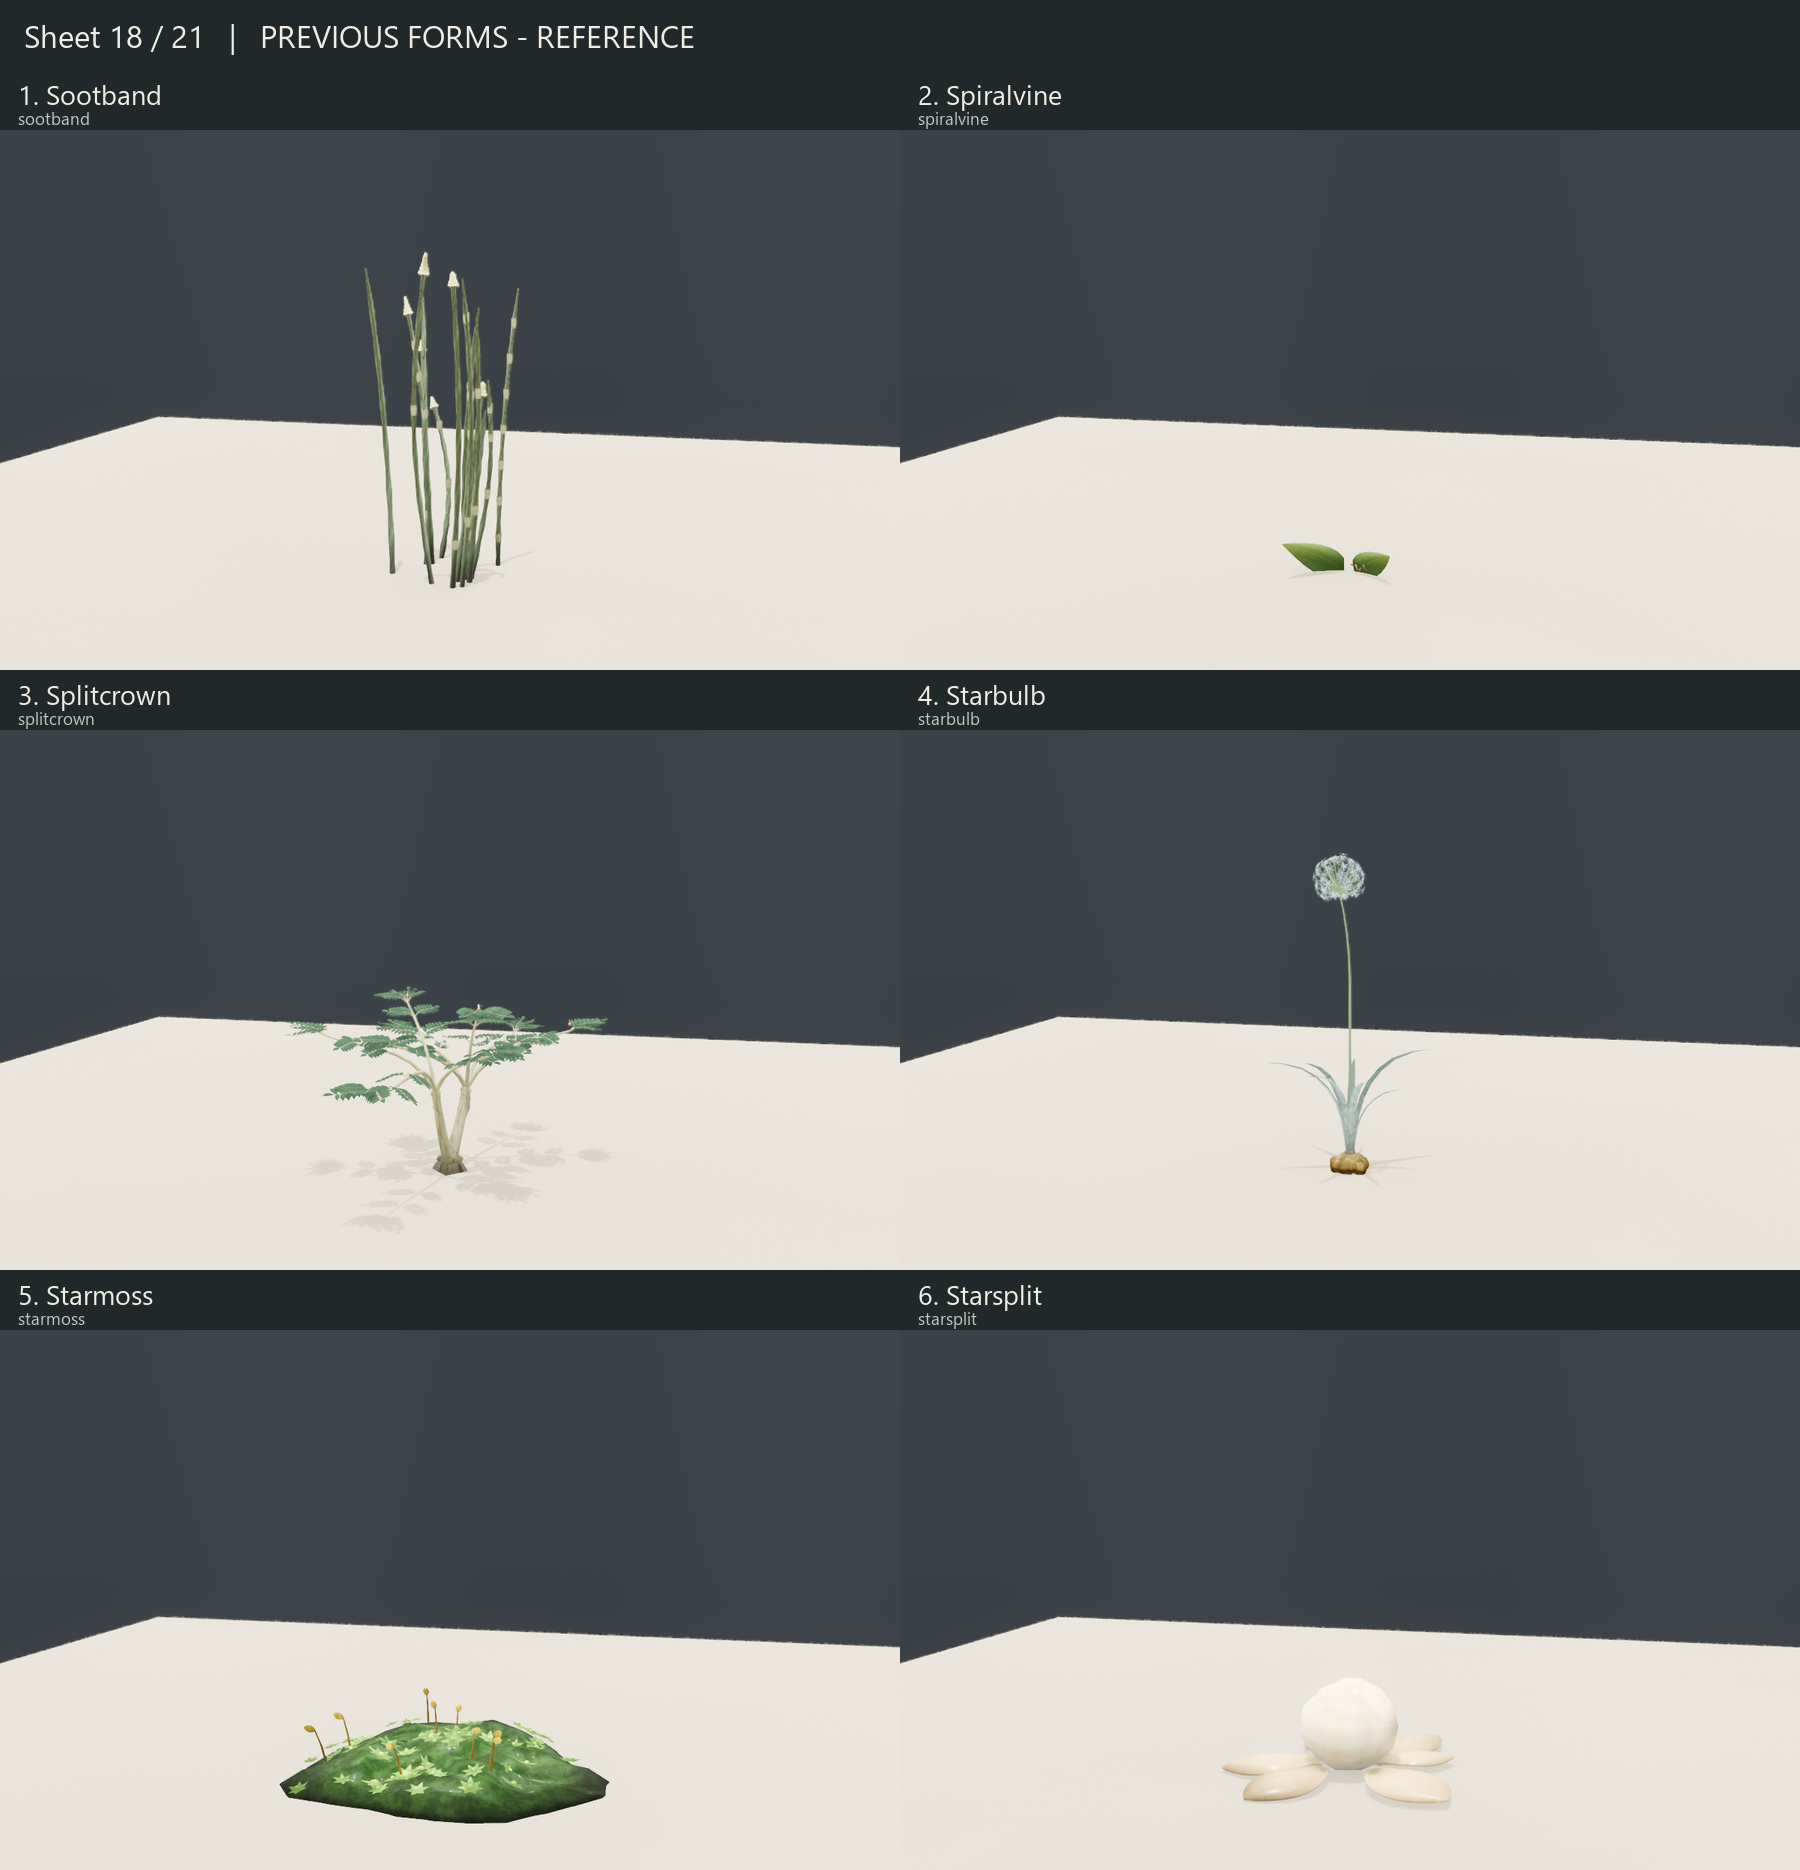 Sheet 18 / 21 | PREVIOUS FORMS - REFERENCE
1. Sootband
sootband
2. Spiralvine
spiralvine
3. Splitcrown
splitcrown
4. Starbulb
starbulb
5. Starmoss
starmoss
6. Starsplit
starsplit